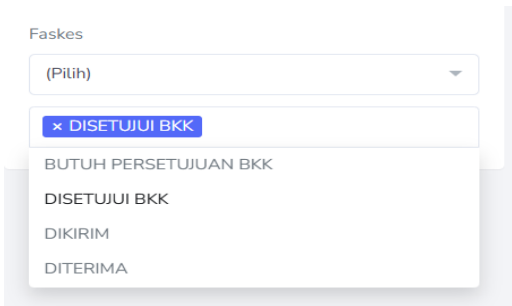 Faskes
(Pilih)
× DISETUJUI BKK
BUTUH PERSETUJUAN BKK
DISETUJUI BKK
DIKIRIM
DITERIMA